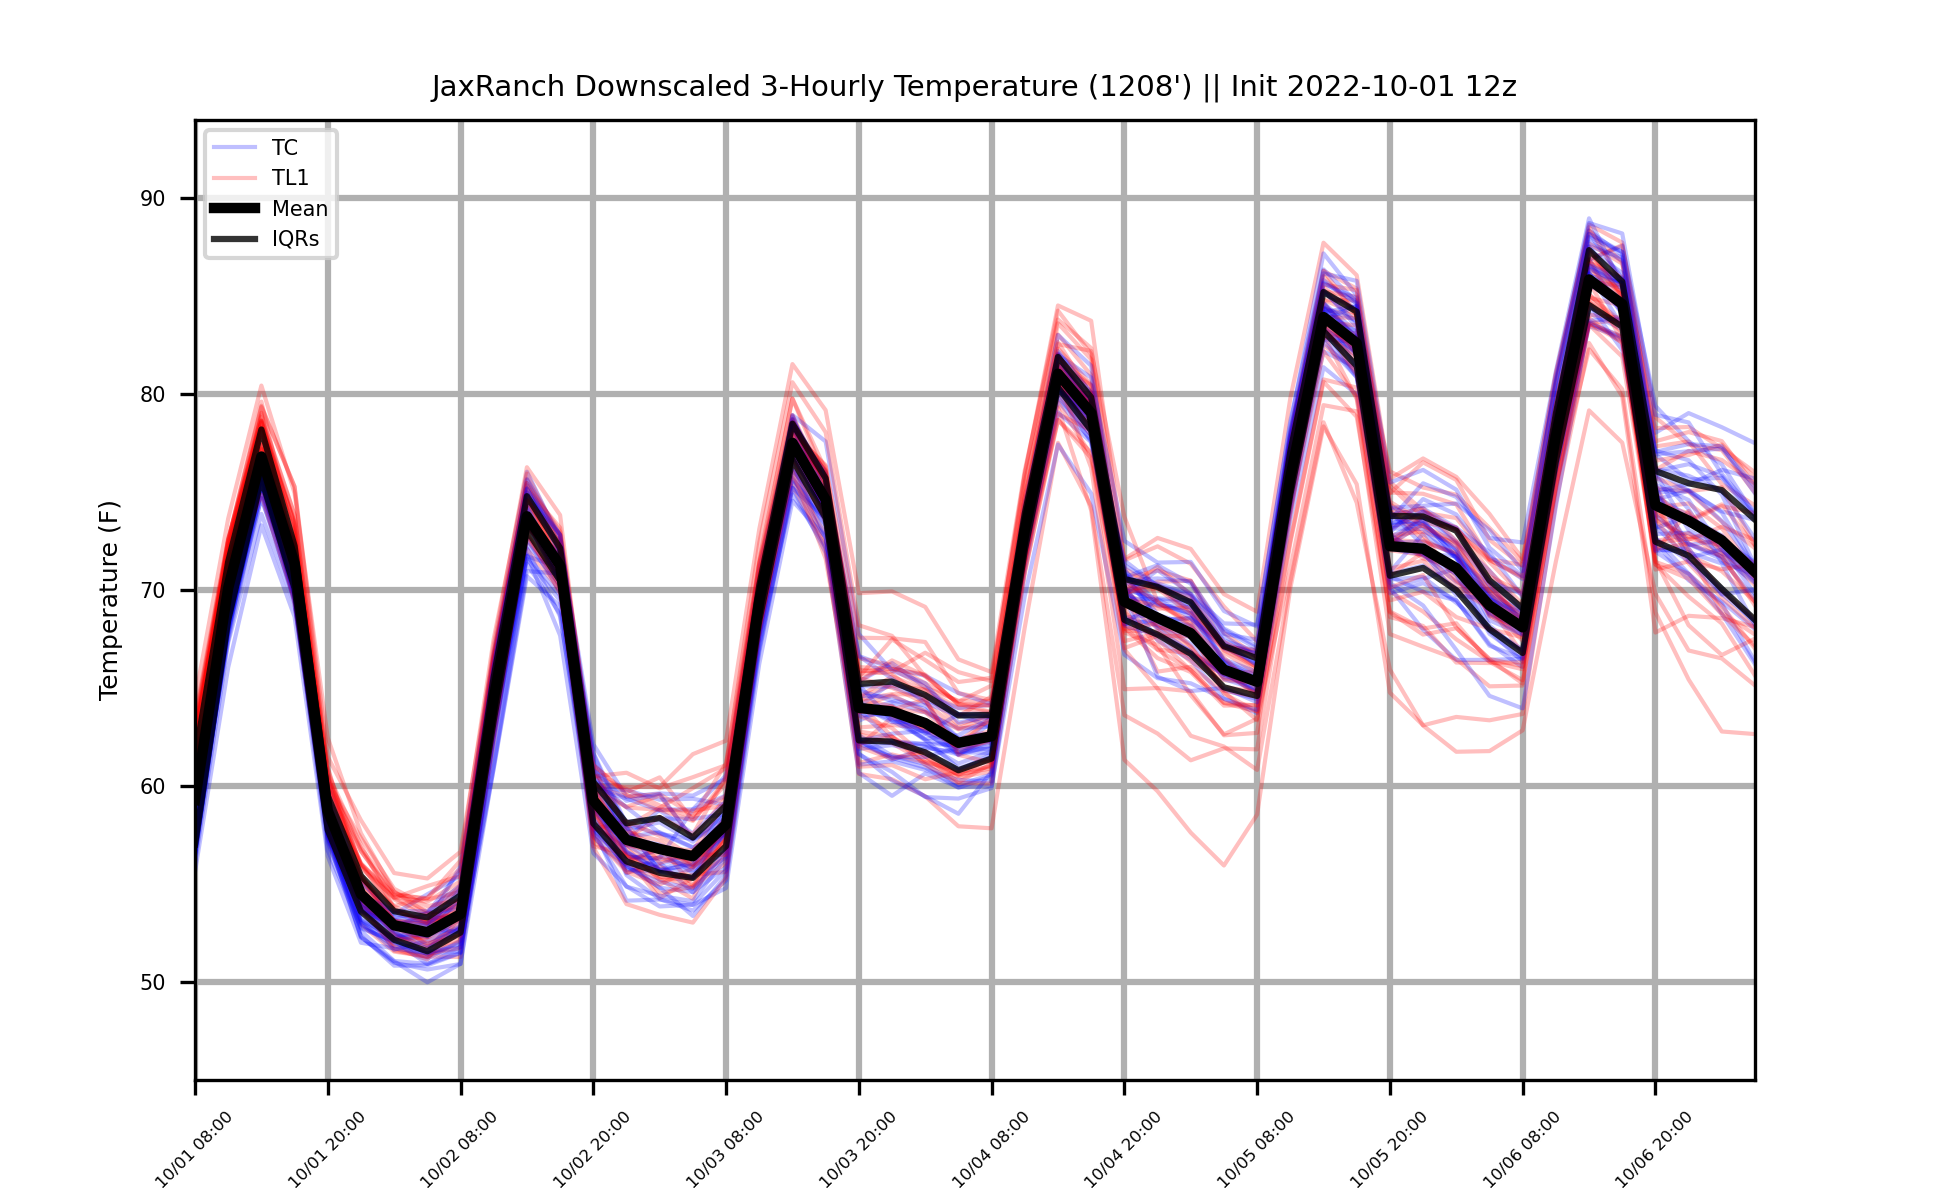 JaxRanch Downscaled 3-Hourly Temperature (1208') || Init 2022-10-01 12z
TC
TL1
Mean
IQRs
Temperature (F)
90
80
70
60
50
10/01 08:00
10/01 20:00
10/02 08:00
10/02 20:00
10/03 08:00
10/03 20:00
10/04 08:00
10/04 20:00
10/05 08:00
10/05 20:00
10/06 08:00
10/06 20:00